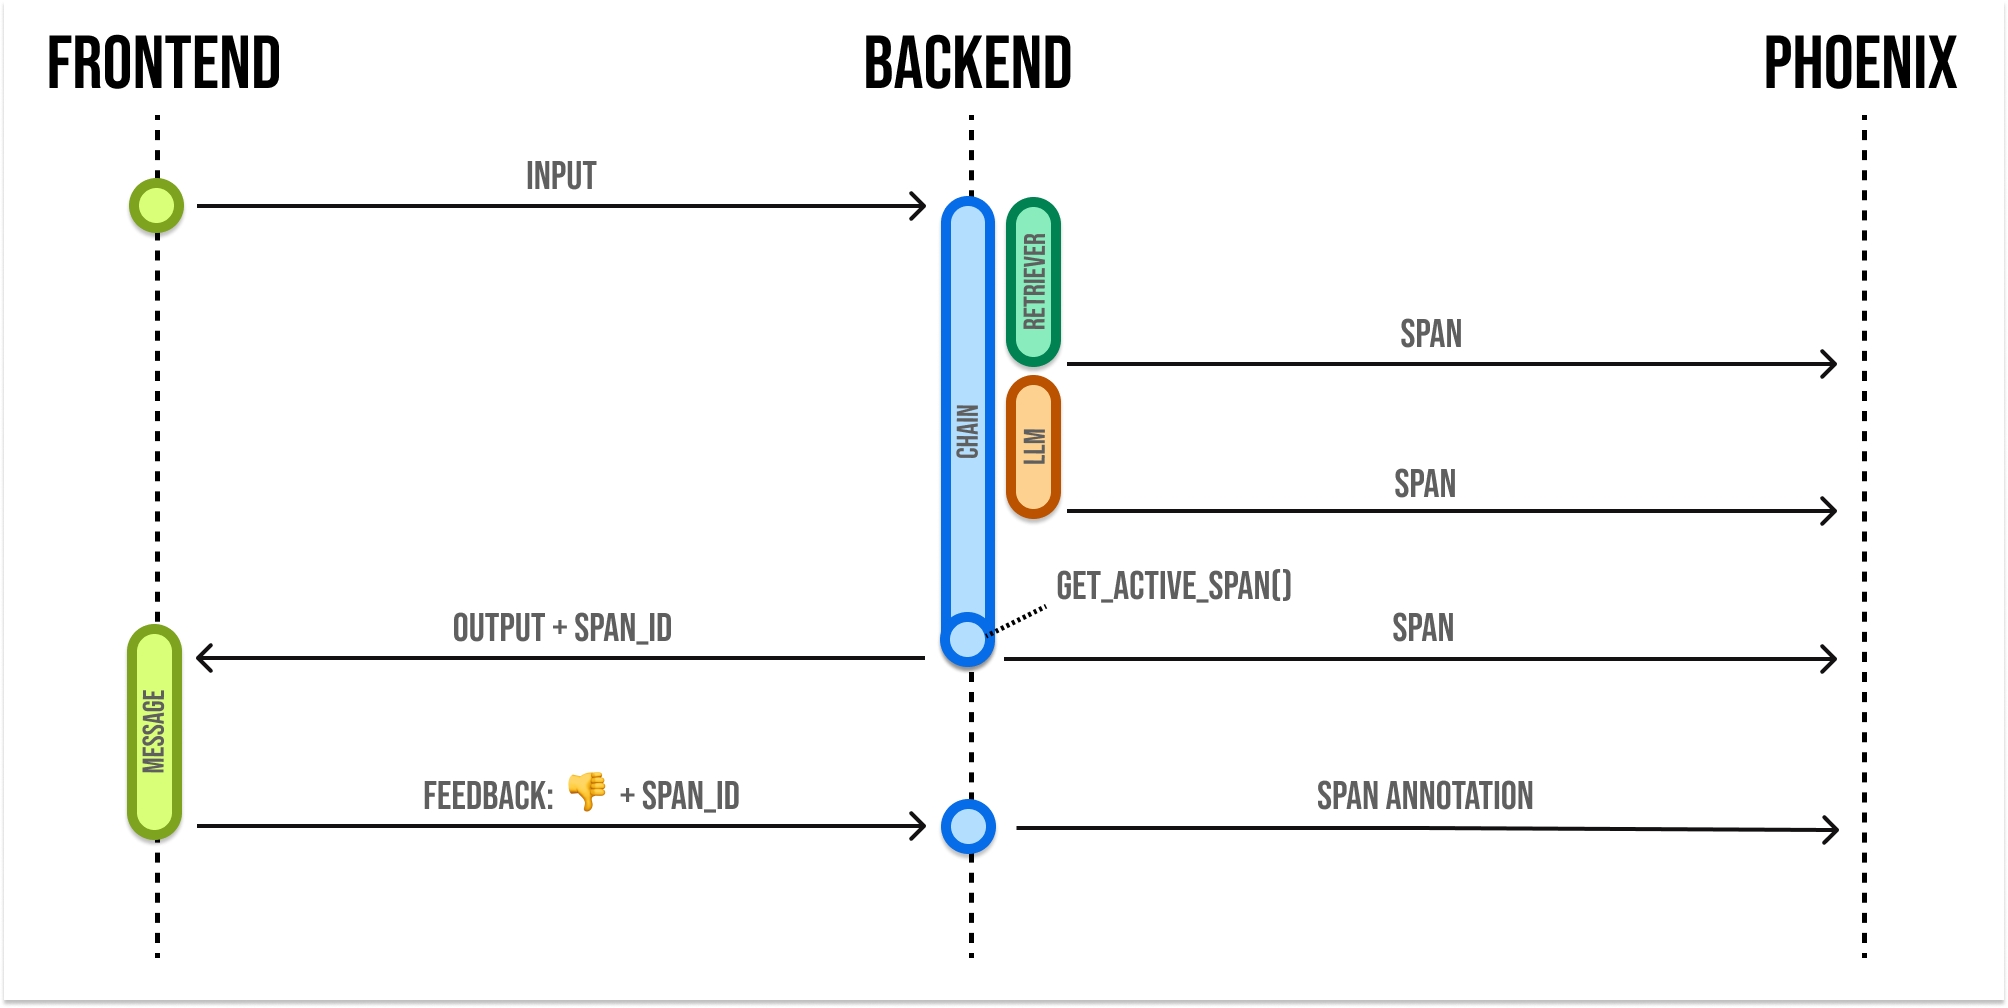 FRONTEND
BACKEND
PHOENIX
INPUT
RETRIEVER
SPAN
CHAIN
LLM
SPAN
GET_ACTIVE_SPAN()
OUTPUT + SPAN_ID
SPAN
MESSAGE
FEEDBACK: 👎 + SPAN_ID
SPAN ANNOTATION